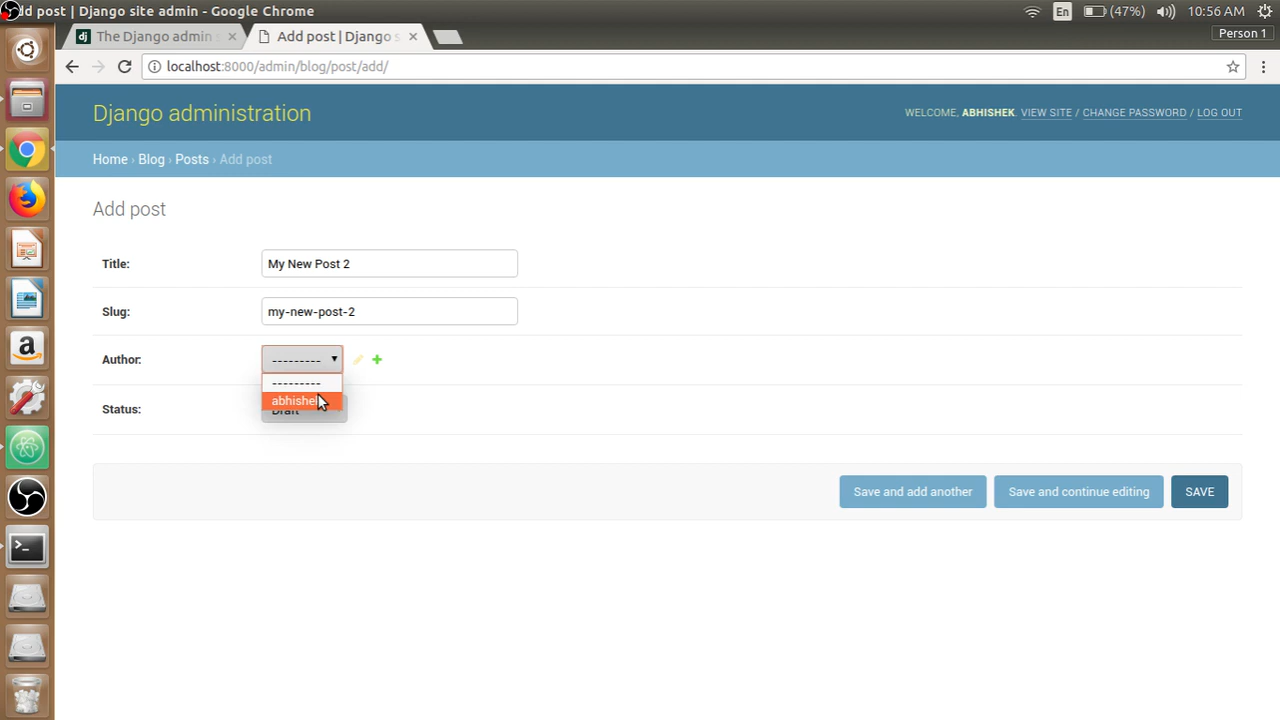 dd post | Django site admin - Google Chrome
En (47%) 10:56 AM
The Django admin s × Add post | Django s × Person 1
localhost:8000/admin/blog/post/add/
Django administration
WELCOME, ABHISHEK. VIEW SITE / CHANGE PASSWORD / LOG OUT
Home › Blog › Posts › Add post
Add post
Title: My New Post 2
Slug: my-new-post-2
Author: ---------
---------
abhishek
Status: Draft
Save and add another Save and continue editing SAVE